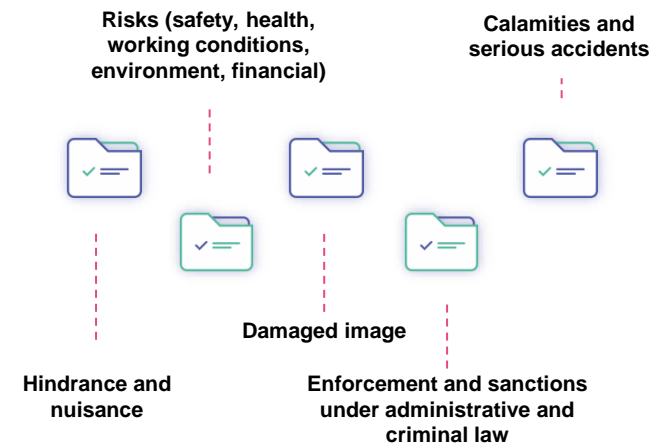 Risks (safety, health,
working conditions,
environment, financial)
Calamities and
serious accidents
Damaged image
Hindrance and
nuisance
Enforcement and sanctions
under administrative and
criminal law